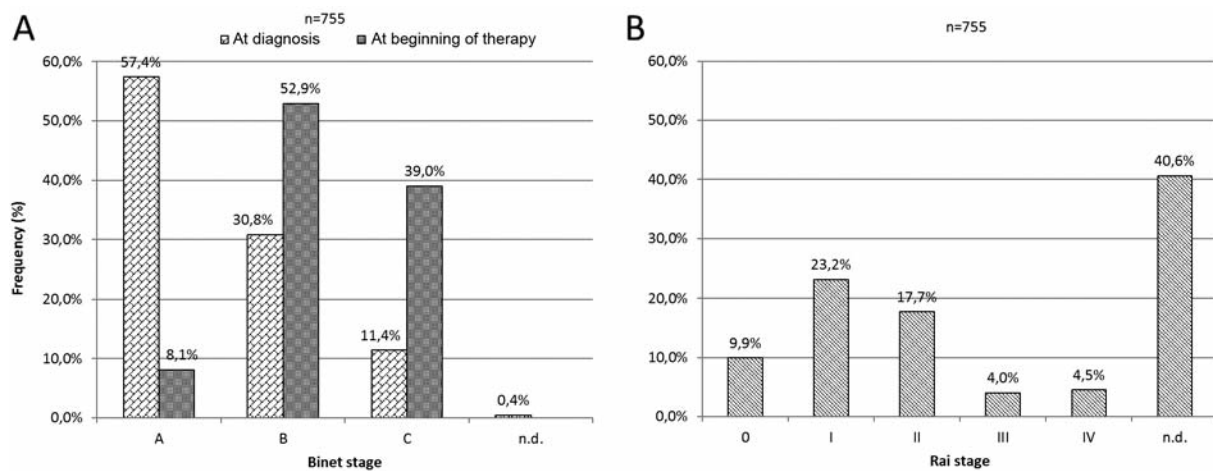 A
n=755
At diagnosis At beginning of therapy
60,0%
50,0%
40,0%
30,0%
20,0%
10,0%
0,0%
Frequency (%)
57,4%
8,1%
30,8%
52,9%
11,4%
39,0%
0,4%
A B C n.d.
Binet stage
B
n=755
60,0%
50,0%
40,0%
30,0%
20,0%
10,0%
0,0%
9,9%
23,2%
17,7%
4,0%
4,5%
40,6%
0 I II III IV n.d.
Rai stage